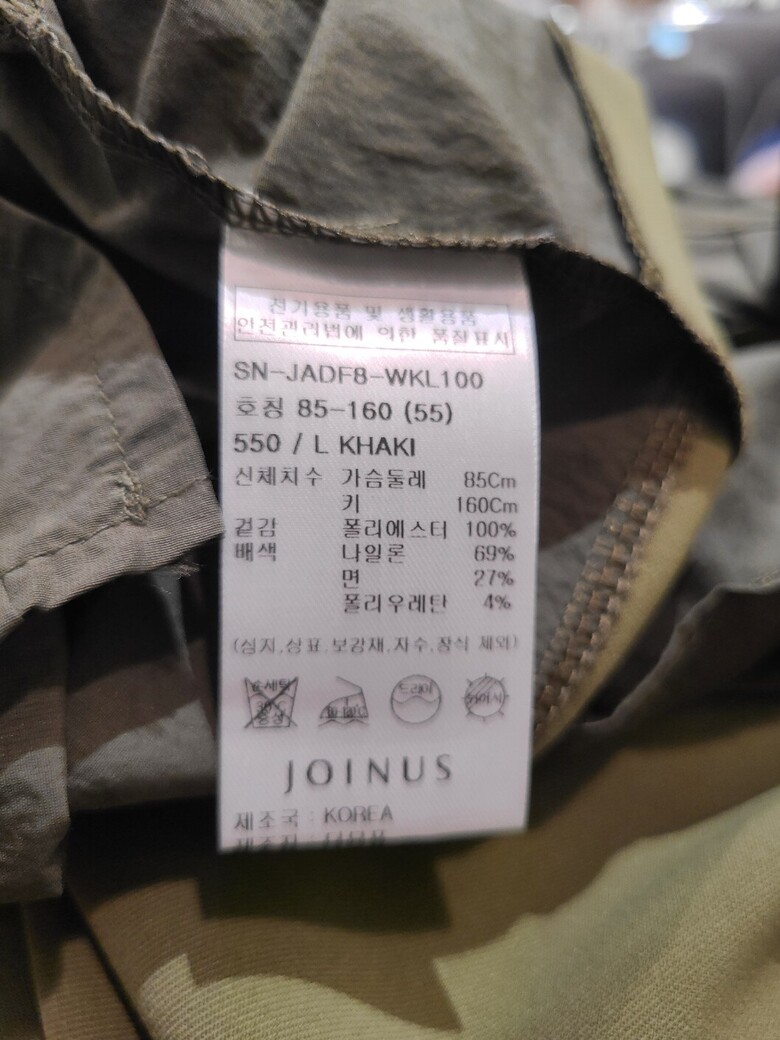 전기용품 및 생활용품
안전관리법에 의한 품질표시
SN-JADF8-WKL100
호칭 85-160 (55)
550 / L KHAKI
신체치수 가슴둘레 85Cm
키 160Cm
겉감 폴리에스터 100%
배색 나일론 69%
면 27%
폴리우레탄 4%
(심지,상표,보강재,자수,장식 제외)
드라이
JOINUS
제조국 : KOREA